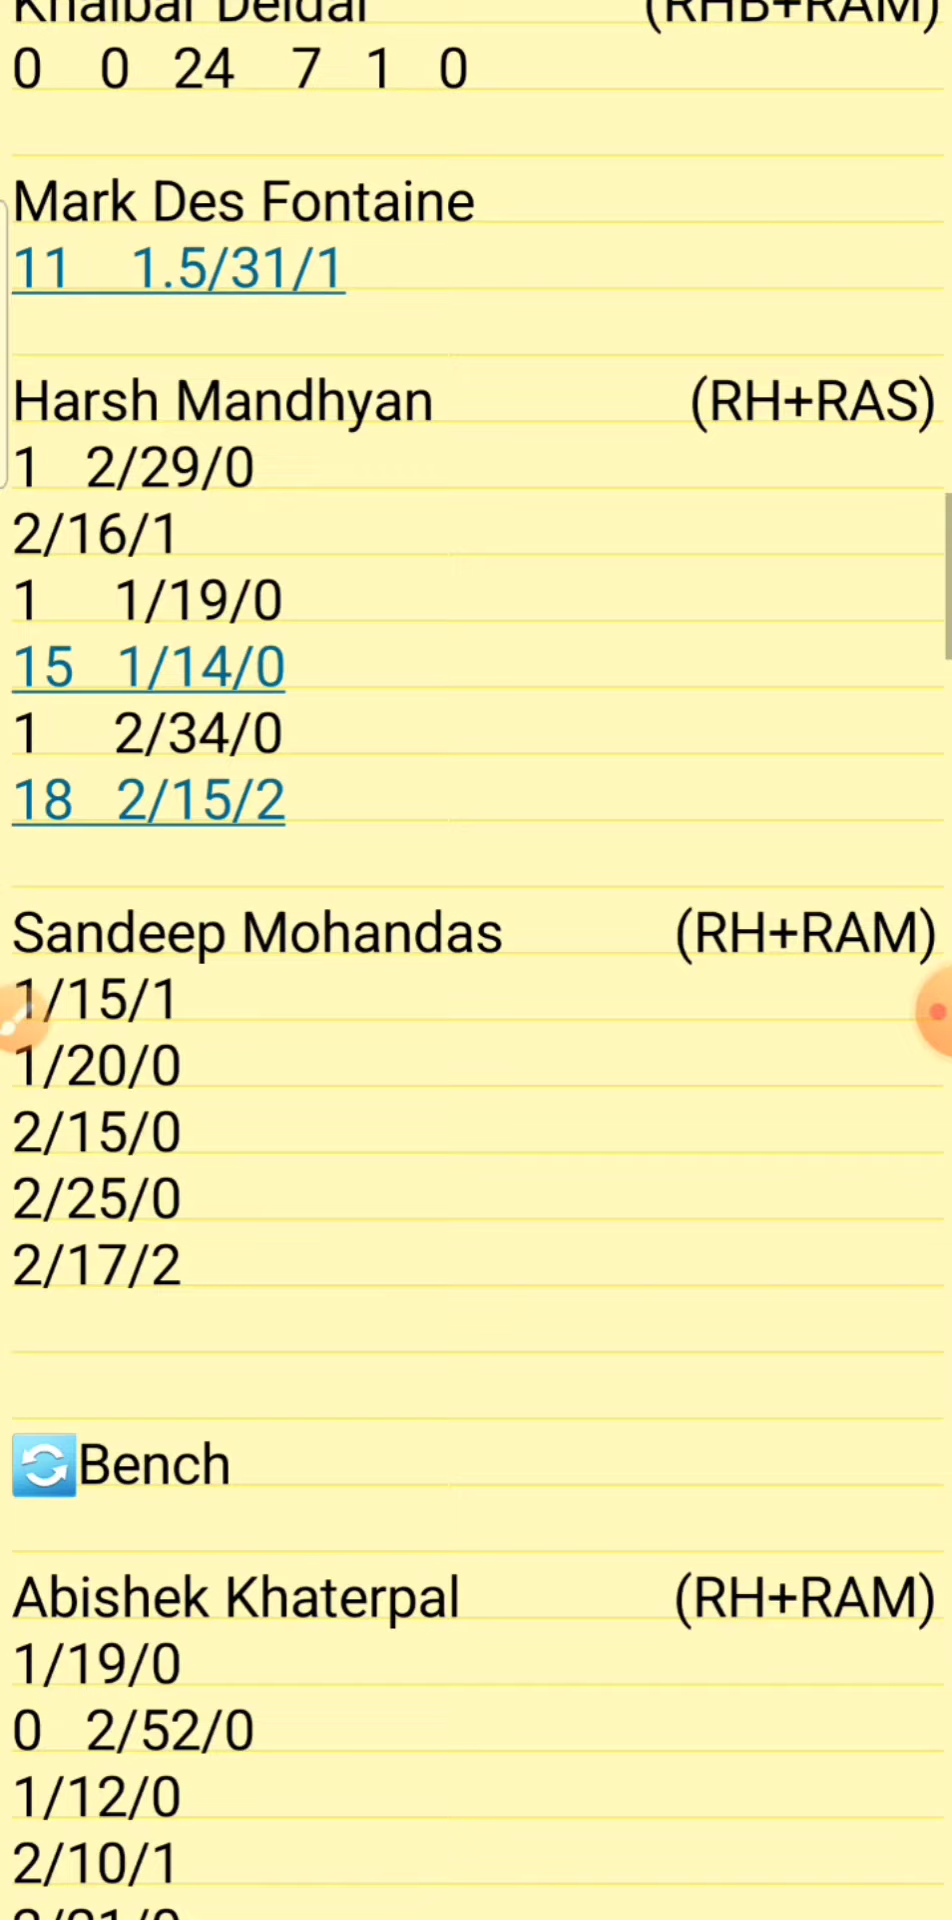 Khaibar Deldar (RHB+RAM)
0 0 24 7 1 0
Mark Des Fontaine
11 1.5/31/1
Harsh Mandhyan (RH+RAS)
1 2/29/0
2/16/1
1 1/19/0
15 1/14/0
1 2/34/0
18 2/15/2
Sandeep Mohandas (RH+RAM)
1/15/1
1/20/0
2/15/0
2/25/0
2/17/2
Bench
Abishek Khaterpal (RH+RAM)
1/19/0
0 2/52/0
1/12/0
2/10/1